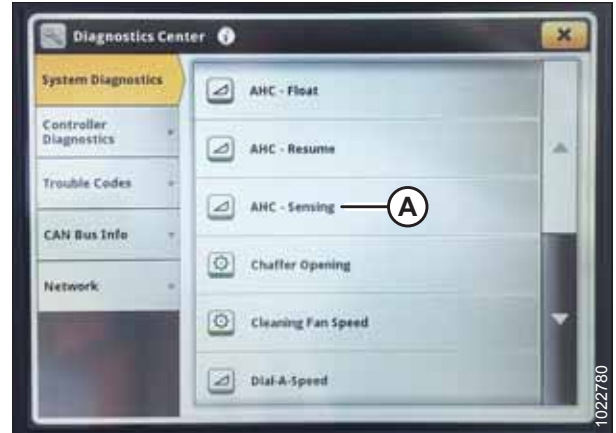 Diagnostics Center
System Diagnostics
Controller
Diagnostics
Trouble Codes
CAN Bus Info
Network
AHC - Float
AHC - Resume
AHC - Sensing
A
Chaffer Opening
Cleaning Fan Speed
Dial-A-Speed
1022780